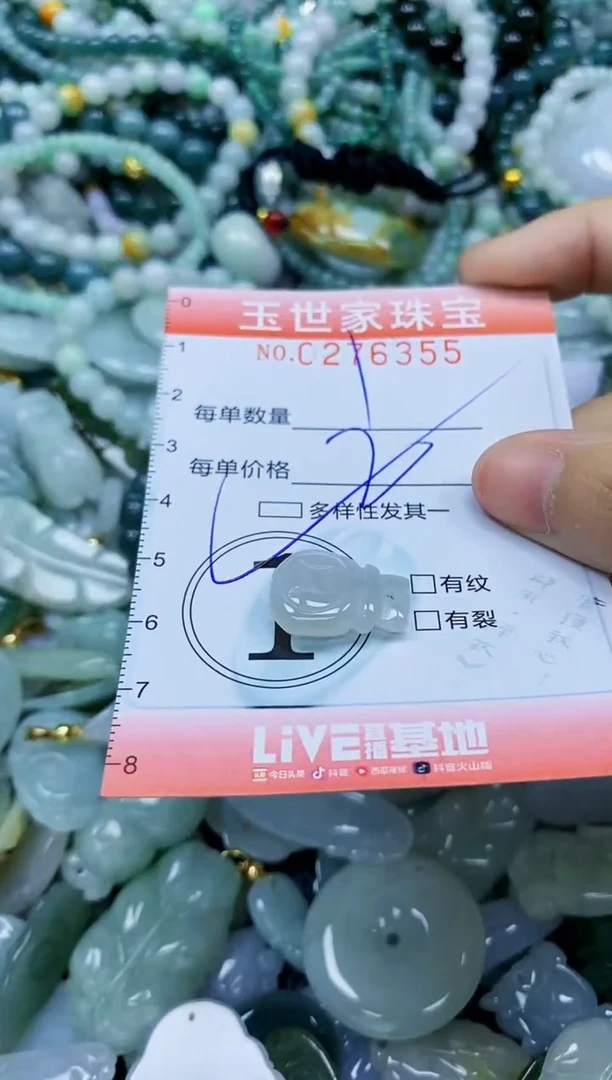 0
玉世家珠宝
NO.C276355
1
2
每单数量
3
每单价格
4
多样性发其一
5
1
有纹
6
有裂
7
LiVE直播基地
8
今日头条 抖音 西瓜视频 抖音火山版